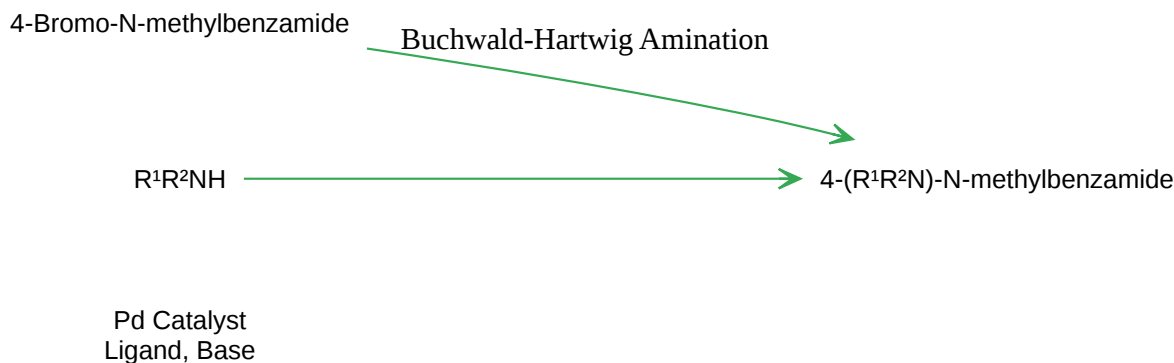 4-Bromo-N-methylbenzamide
Buchwald-Hartwig Amination
R¹R²NH
4-(R¹R²N)-N-methylbenzamide
Pd Catalyst
Ligand, Base